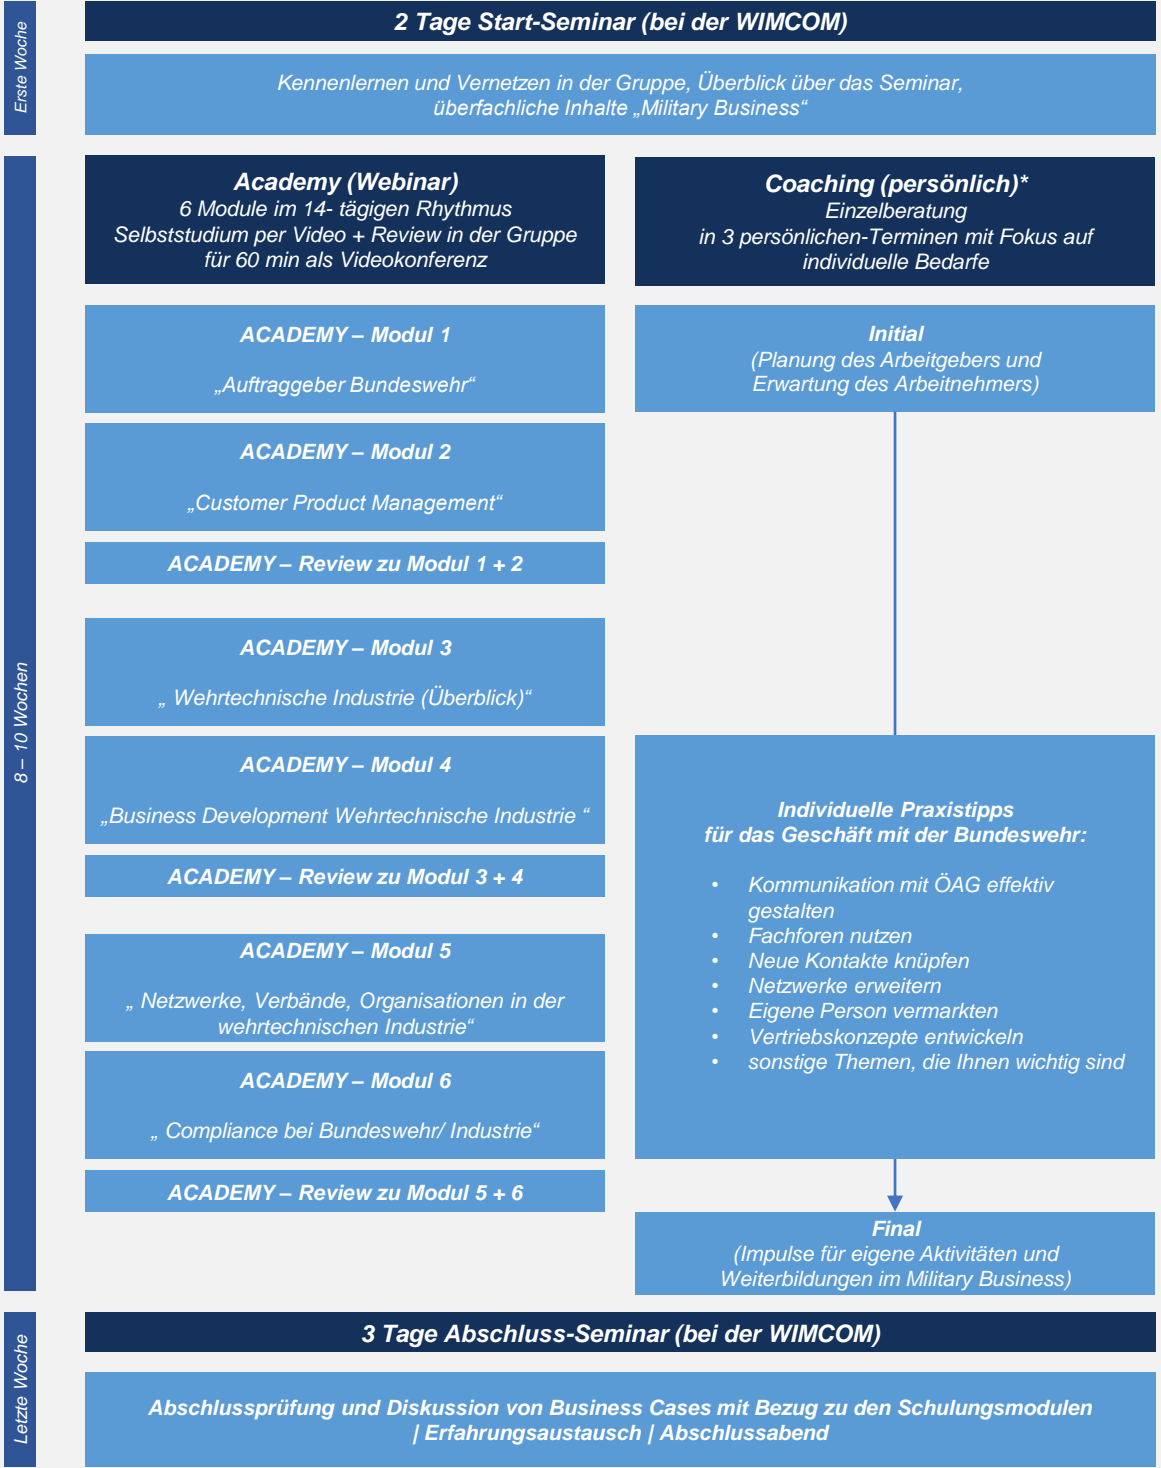 Erste Woche
2 Tage Start-Seminar (bei der WIMCOM)
Kennenlernen und Vernetzen in der Gruppe, Überblick über das Seminar,
überfachliche Inhalte „Military Business“
8 – 10 Wochen
Academy (Webinar)
6 Module im 14- tägigen Rhythmus
Selbststudium per Video + Review in der Gruppe
für 60 min als Videokonferenz
ACADEMY – Modul 1
„Auftraggeber Bundeswehr“
ACADEMY – Modul 2
„Customer Product Management“
ACADEMY – Review zu Modul 1 + 2
ACADEMY – Modul 3
„ Wehrtechnische Industrie (Überblick)“
ACADEMY – Modul 4
„Business Development Wehrtechnische Industrie “
ACADEMY – Review zu Modul 3 + 4
ACADEMY – Modul 5
„ Netzwerke, Verbände, Organisationen in der
wehrtechnischen Industrie“
ACADEMY – Modul 6
„ Compliance bei Bundeswehr/ Industrie“
ACADEMY – Review zu Modul 5 + 6
Coaching (persönlich)*
Einzelberatung
in 3 persönlichen-Terminen mit Fokus auf
individuelle Bedarfe
Initial
(Planung des Arbeitgebers und
Erwartung des Arbeitnehmers)
Individuelle Praxistipps
für das Geschäft mit der Bundeswehr:
• Kommunikation mit ÖAG effektiv
gestalten
• Fachforen nutzen
• Neue Kontakte knüpfen
• Netzwerke erweitern
• Eigene Person vermarkten
• Vertriebskonzepte entwickeln
• sonstige Themen, die Ihnen wichtig sind
Final
(Impulse für eigene Aktivitäten und
Weiterbildungen im Military Business)
Letzte Woche
3 Tage Abschluss-Seminar (bei der WIMCOM)
Abschlussprüfung und Diskussion von Business Cases mit Bezug zu den Schulungsmodulen
| Erfahrungsaustausch | Abschlussabend